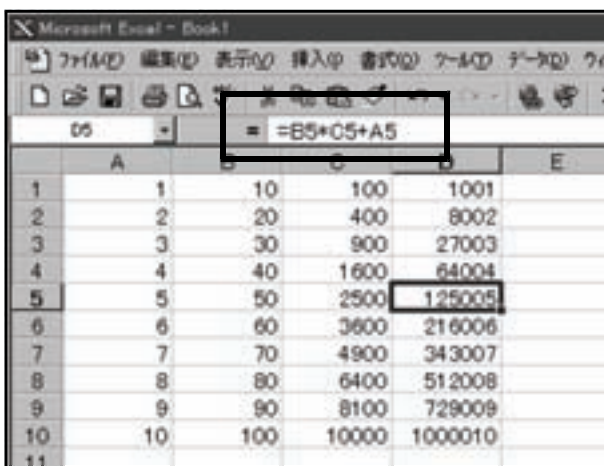 Microsoft Excel - Book1
ファイル(F) 編集(E) 表示(V) 挿入(I) 書式(O) ツール(T) データ(D) ウィ
D5 = =B5*C5+A5
A B C D E
1 1 10 100 1001
2 2 20 400 8002
3 3 30 900 27003
4 4 40 1600 64004
5 5 50 2500 125005
6 6 60 3600 216006
7 7 70 4900 343007
8 8 80 6400 512008
9 9 90 8100 729009
10 10 100 10000 1000010
11